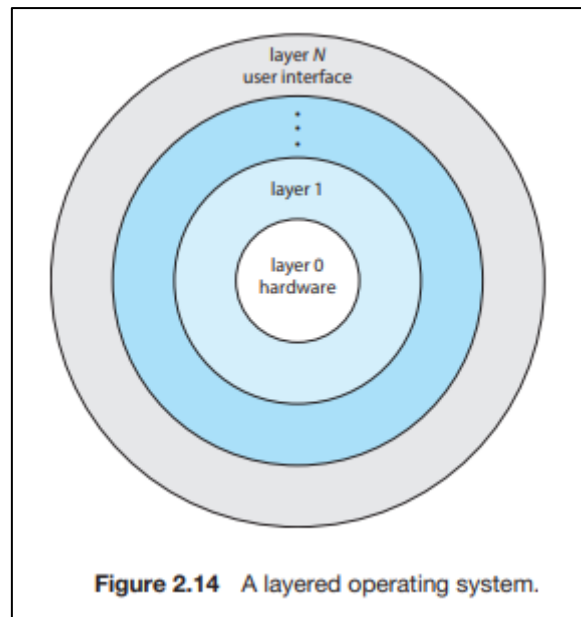 layer N
user interface
layer 1
layer 0
hardware
Figure 2.14 A layered operating system.